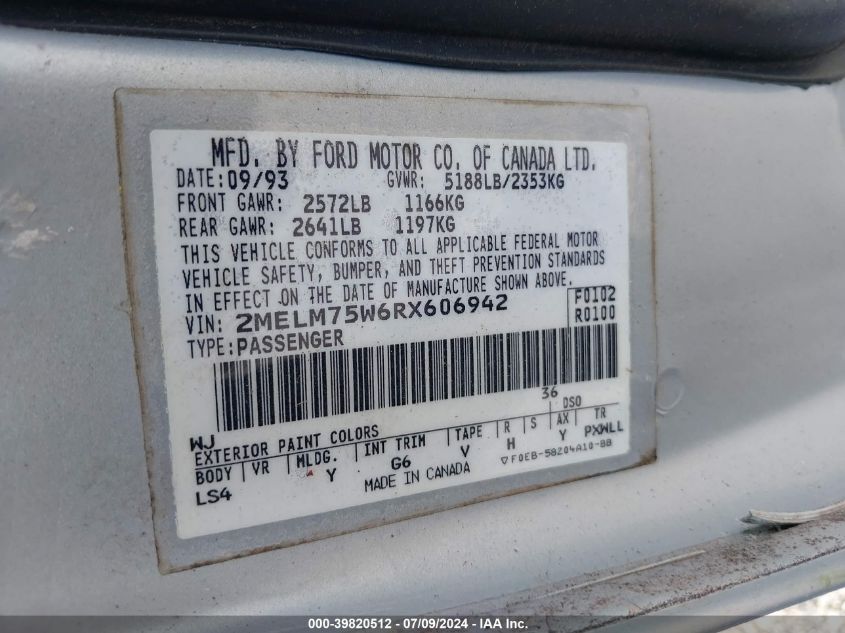 MFD. BY FORD MOTOR CO. OF CANADA LTD.
DATE: 09/93 GVWR: 5188LB/2353KG
FRONT GAWR: 2572LB 1166KG
REAR GAWR: 2641LB 1197KG
THIS VEHICLE CONFORMS TO ALL APPLICABLE FEDERAL MOTOR
VEHICLE SAFETY, BUMPER, AND THEFT PREVENTION STANDARDS
IN EFFECT ON THE DATE OF MANUFACTURE SHOWN ABOVE.
VIN: 2MELM75W6RX606942 F0102
TYPE: PASSENGER R0100
WJ 36
EXTERIOR PAINT COLORS DSO
BODY VR MLDG. INT TRIM TAPE R S AX TR
LS4 Y G6 V H Y PXWLL
MADE IN CANADA ▽F0EB-58204A10-BB
000-39820512 - 07/09/2024 - IAA, Inc.